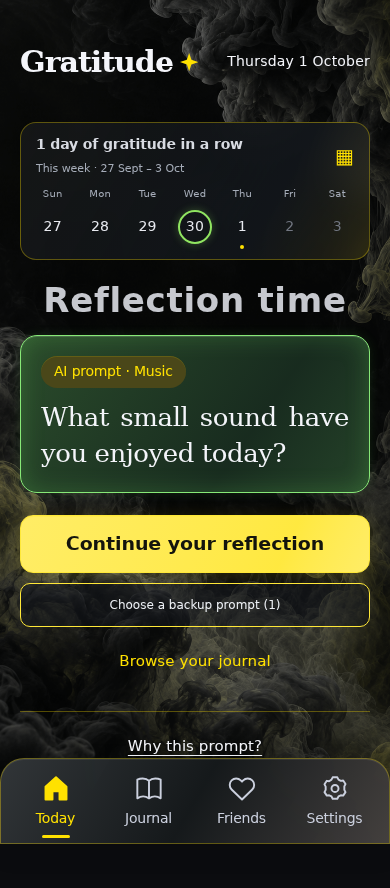 Gratitude
Thursday 1 October
1 day of gratitude in a row
This week · 27 Sept – 3 Oct
Sun Mon Tue Wed Thu Fri Sat
27 28 29 30 1 2 3
Reflection time
AI prompt · Music
What small sound have
you enjoyed today?
Continue your reflection
Choose a backup prompt (1)
Browse your journal
Why this prompt?
Today Journal Friends Settings